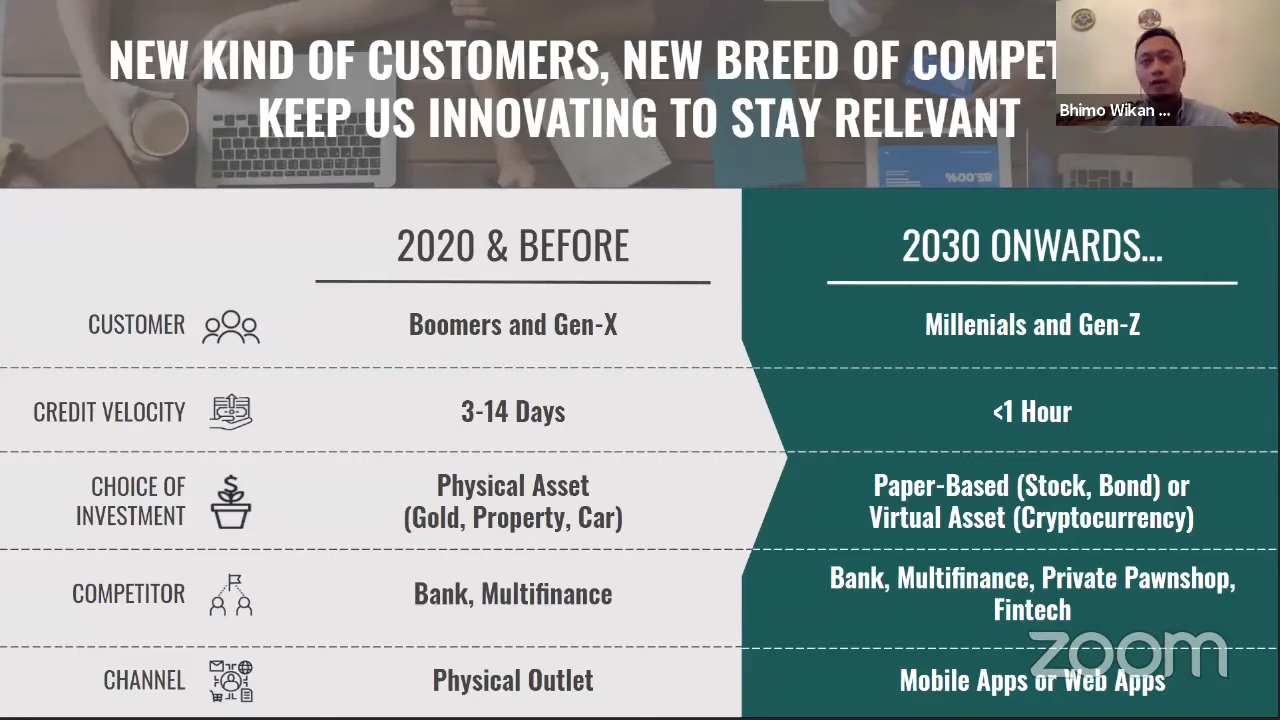 NEW KIND OF CUSTOMERS, NEW BREED OF COMPET
KEEP US INNOVATING TO STAY RELEVANT
Bhimo Wikan ...
85.00%
2020 & BEFORE
2030 ONWARDS...
CUSTOMER
Boomers and Gen-X
Millenials and Gen-Z
CREDIT VELOCITY
3-14 Days
<1 Hour
CHOICE OF
INVESTMENT
Physical Asset
(Gold, Property, Car)
Paper-Based (Stock, Bond) or
Virtual Asset (Cryptocurrency)
COMPETITOR
Bank, Multifinance
Bank, Multifinance, Private Pawnshop,
Fintech
zoom
CHANNEL
Physical Outlet
Mobile Apps or Web Apps